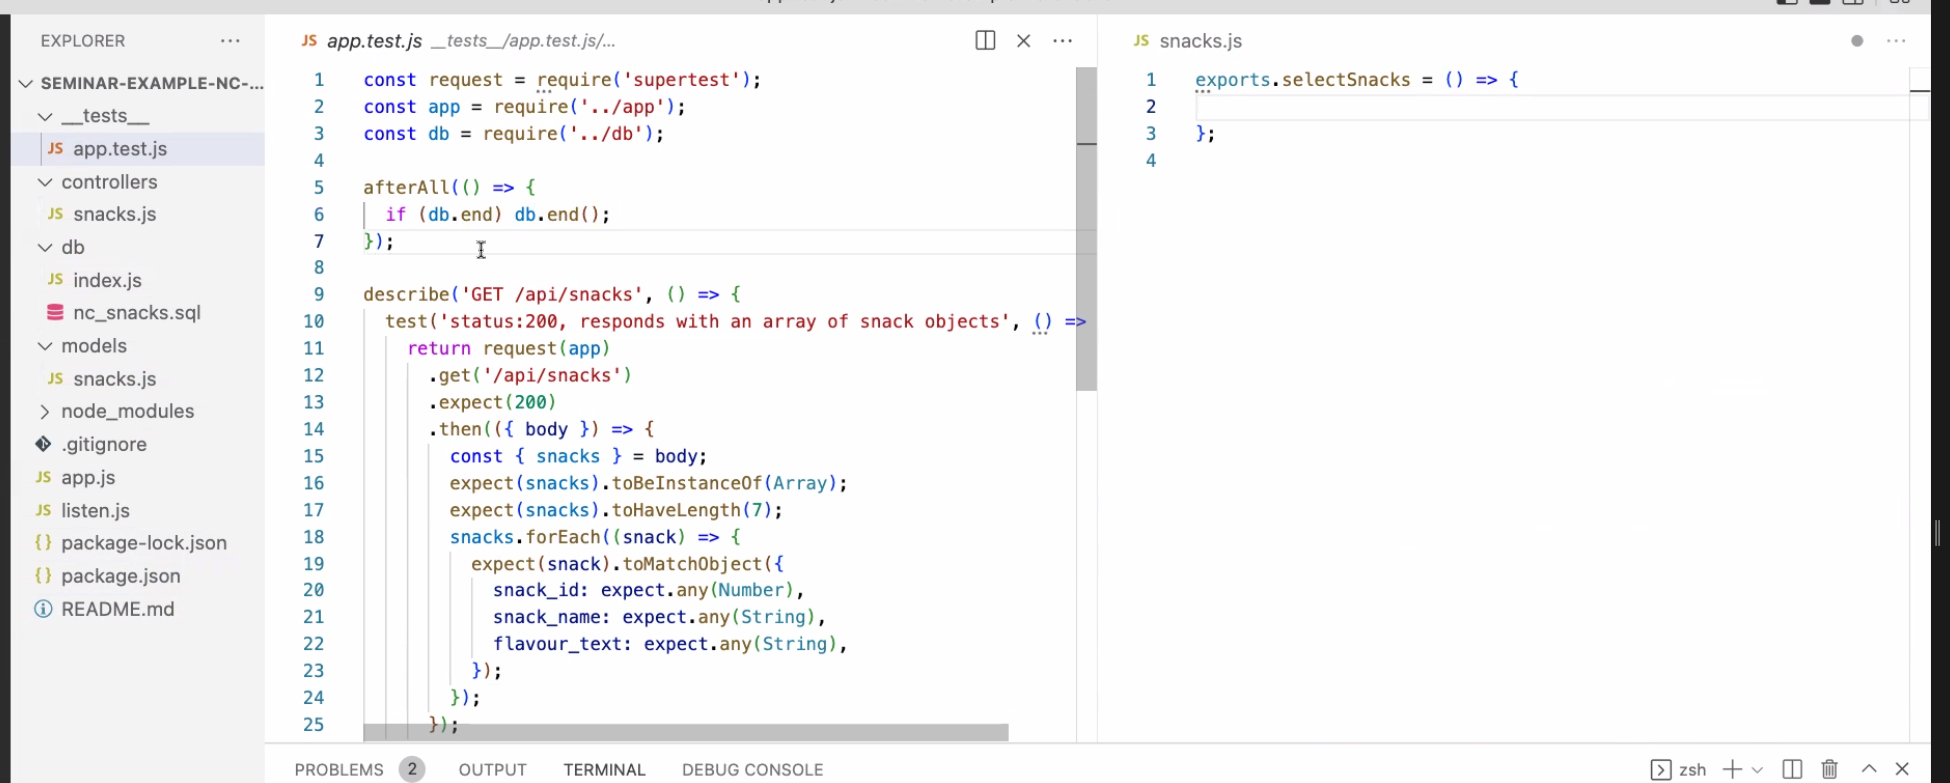 EXPLORER
SEMINAR-EXAMPLE-NC-...
__tests__
JS app.test.js
controllers
JS snacks.js
db
JS index.js
nc_snacks.sql
models
JS snacks.js
node_modules
.gitignore
JS app.js
JS listen.js
{} package-lock.json
{} package.json
README.md
JS app.test.js __tests__/app.test.js/...
1 const request = require('supertest');
2 const app = require('../app');
3 const db = require('../db');
4
5 afterAll(() => {
6 if (db.end) db.end();
7 });
8
9 describe('GET /api/snacks', () => {
10 test('status:200, responds with an array of snack objects', () =>
11 return request(app)
12 .get('/api/snacks')
13 .expect(200)
14 .then(({ body }) => {
15 const { snacks } = body;
16 expect(snacks).toBeInstanceOf(Array);
17 expect(snacks).toHaveLength(7);
18 snacks.forEach((snack) => {
19 expect(snack).toMatchObject({
20 snack_id: expect.any(Number),
21 snack_name: expect.any(String),
22 flavour_text: expect.any(String),
23 });
24 });
25 });
JS snacks.js
1 exports.selectSnacks = () => {
2
3 };
4
PROBLEMS 2 OUTPUT TERMINAL DEBUG CONSOLE
zsh